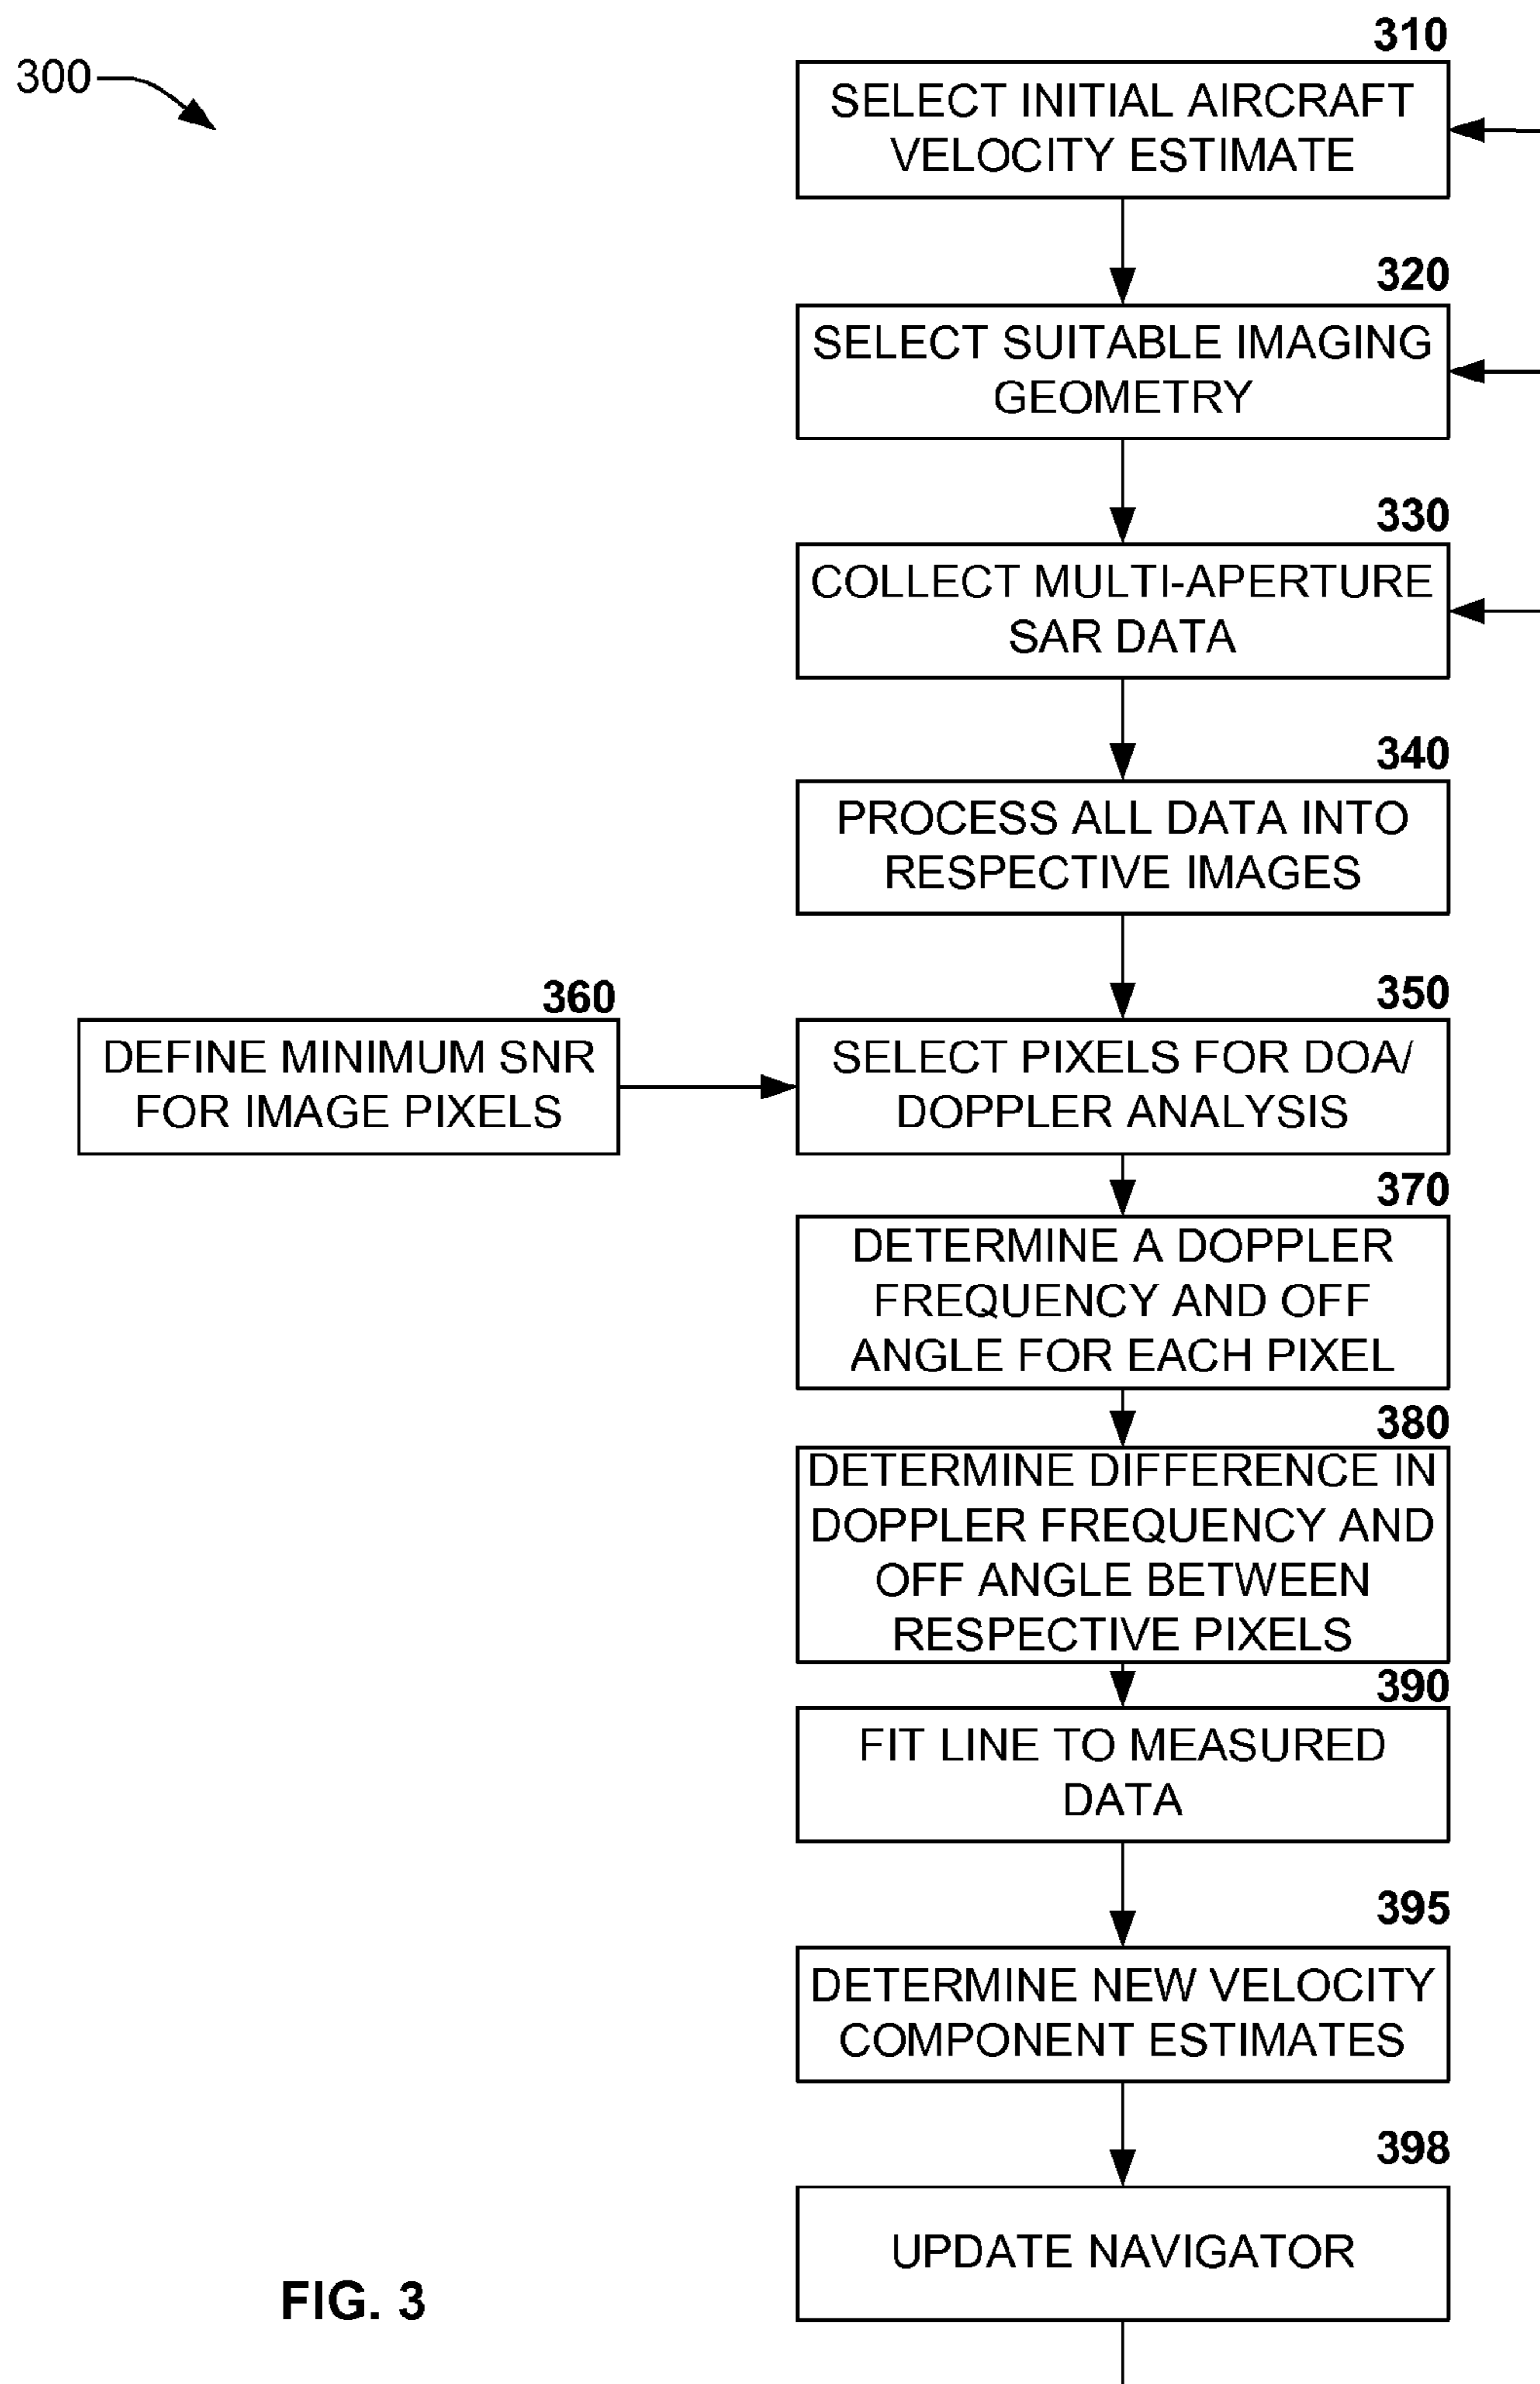 300
310
SELECT INITIAL AIRCRAFT
VELOCITY ESTIMATE
320
SELECT SUITABLE IMAGING
GEOMETRY
330
COLLECT MULTI-APERTURE
SAR DATA
340
PROCESS ALL DATA INTO
RESPECTIVE IMAGES
360
DEFINE MINIMUM SNR
FOR IMAGE PIXELS
350
SELECT PIXELS FOR DOA/
DOPPLER ANALYSIS
370
DETERMINE A DOPPLER
FREQUENCY AND OFF
ANGLE FOR EACH PIXEL
380
DETERMINE DIFFERENCE IN
DOPPLER FREQUENCY AND
OFF ANGLE BETWEEN
RESPECTIVE PIXELS
390
FIT LINE TO MEASURED
DATA
395
DETERMINE NEW VELOCITY
COMPONENT ESTIMATES
398
UPDATE NAVIGATOR
FIG. 3